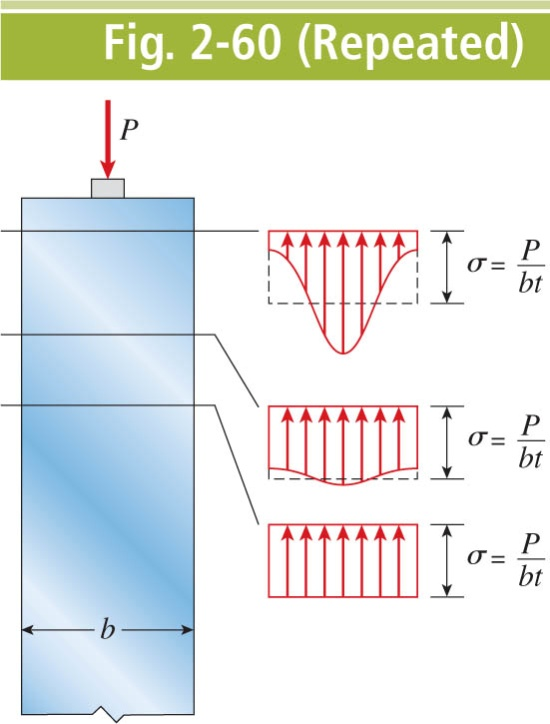 Fig. 2-60 (Repeated)
P
σ = P/bt
σ = P/bt
σ = P/bt
b